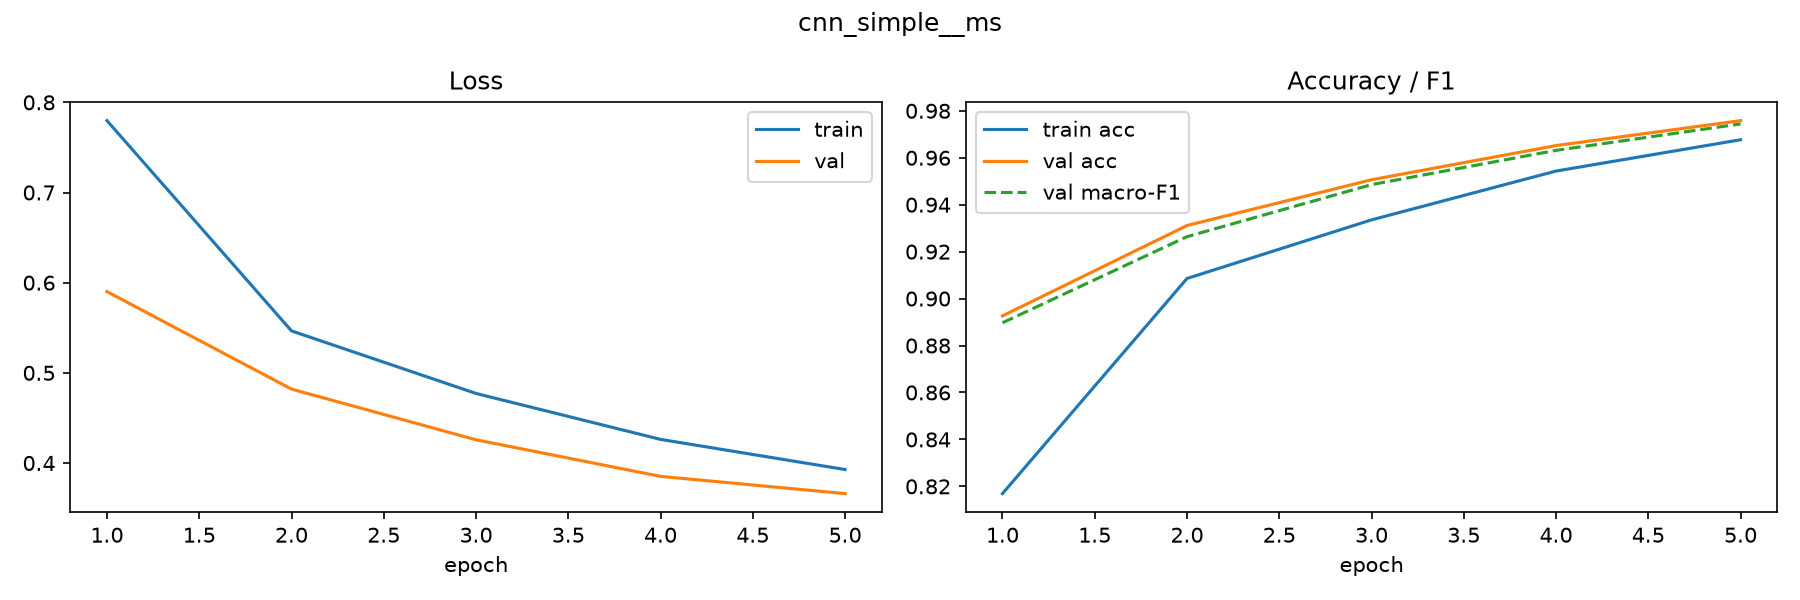 cnn_simple__ms
Loss
0.8
0.7
0.6
0.5
0.4
train
val
1.0 1.5 2.0 2.5 3.0 3.5 4.0 4.5 5.0
epoch
Accuracy / F1
0.98
0.96
0.94
0.92
0.90
0.88
0.86
0.84
0.82
train acc
val acc
val macro-F1
1.0 1.5 2.0 2.5 3.0 3.5 4.0 4.5 5.0
epoch